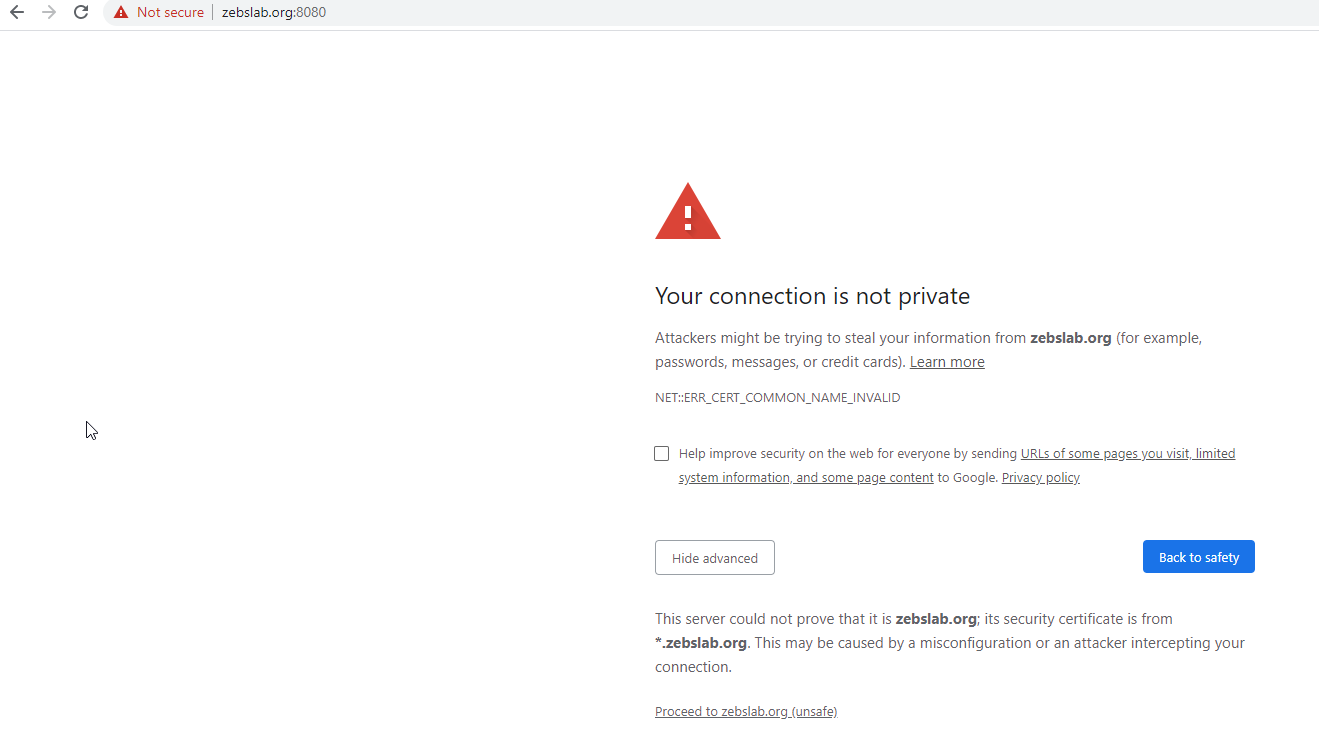 Not secure | zebslab.org:8080
Your connection is not private
Attackers might be trying to steal your information from zebslab.org (for example,
passwords, messages, or credit cards). Learn more
NET::ERR_CERT_COMMON_NAME_INVALID
Help improve security on the web for everyone by sending URLs of some pages you visit, limited
system information, and some page content to Google. Privacy policy
Hide advanced
Back to safety
This server could not prove that it is zebslab.org; its security certificate is from
*.zebslab.org. This may be caused by a misconfiguration or an attacker intercepting your
connection.
Proceed to zebslab.org (unsafe)